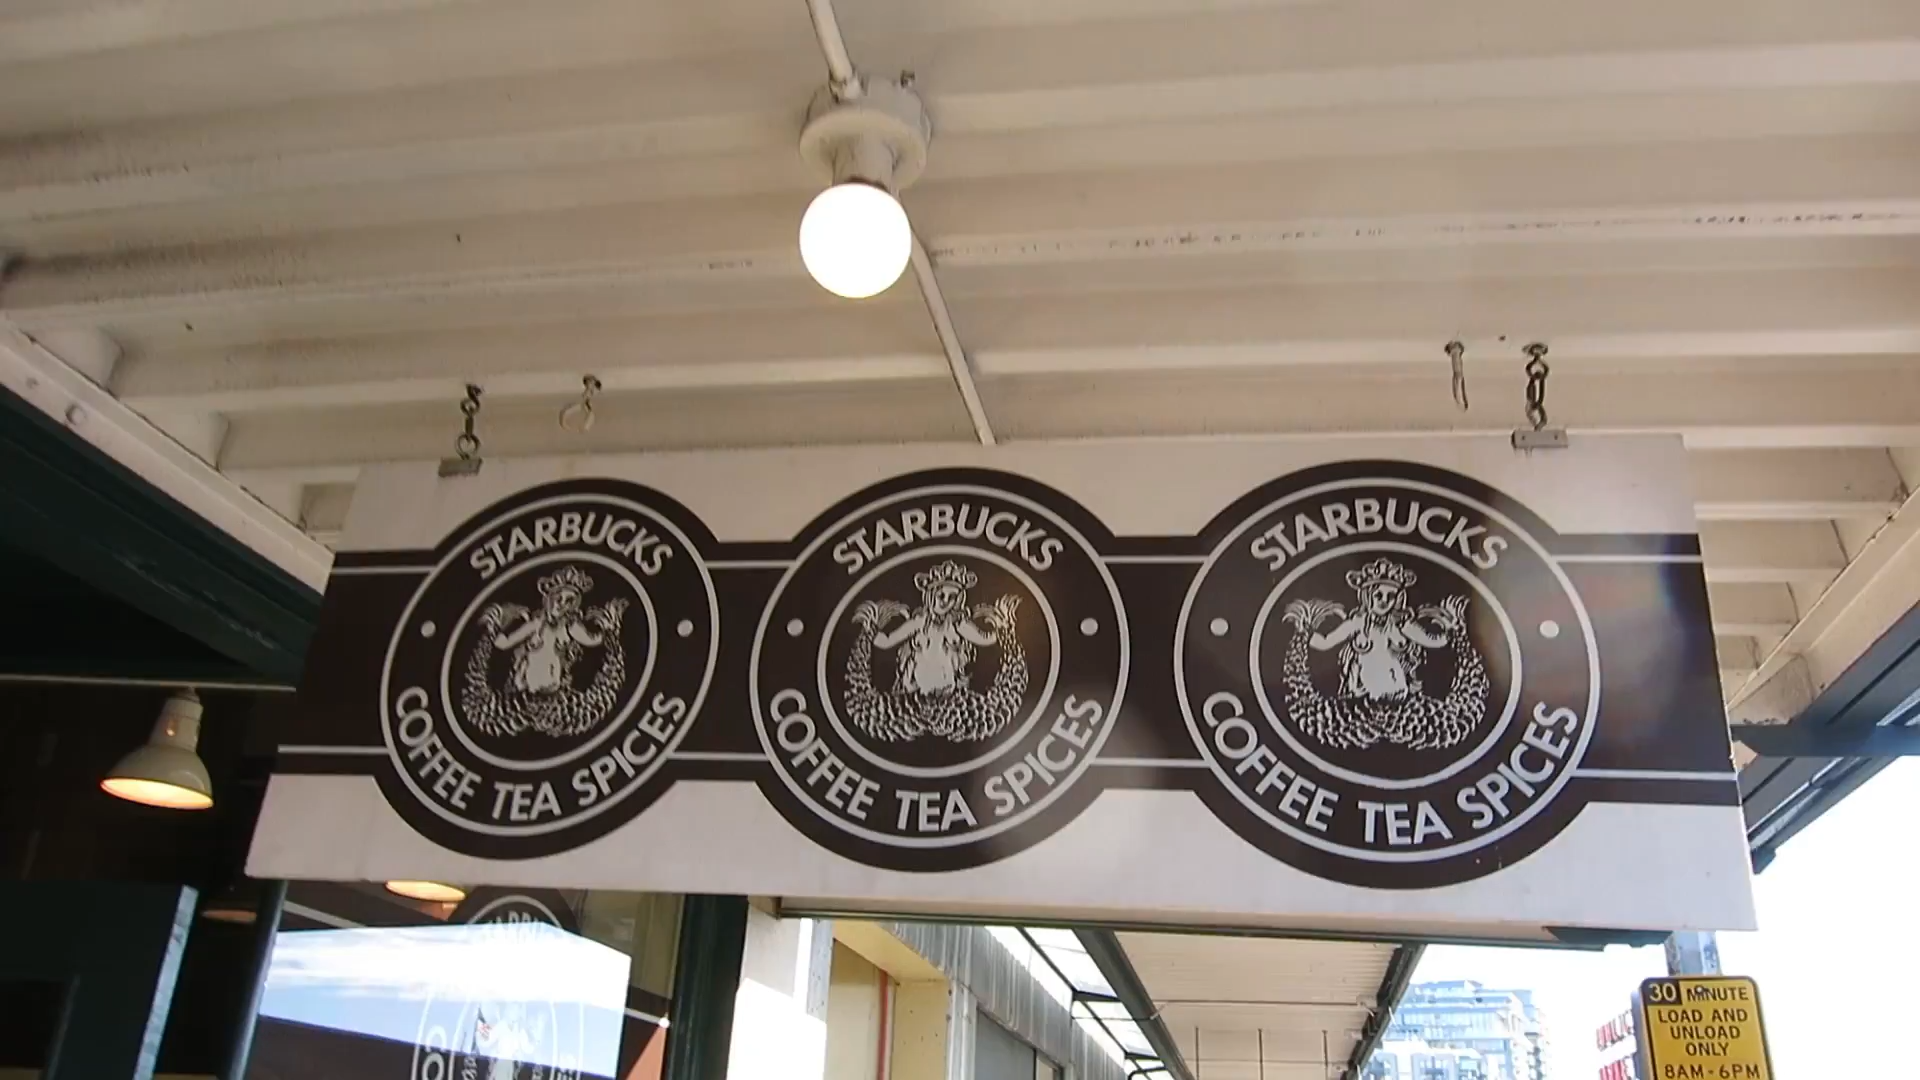 STARBUCKS
COFFEE TEA SPICES
STARBUCKS
COFFEE TEA SPICES
STARBUCKS
COFFEE TEA SPICES
30 MINUTE
LOAD AND
UNLOAD
ONLY
8AM-6PM